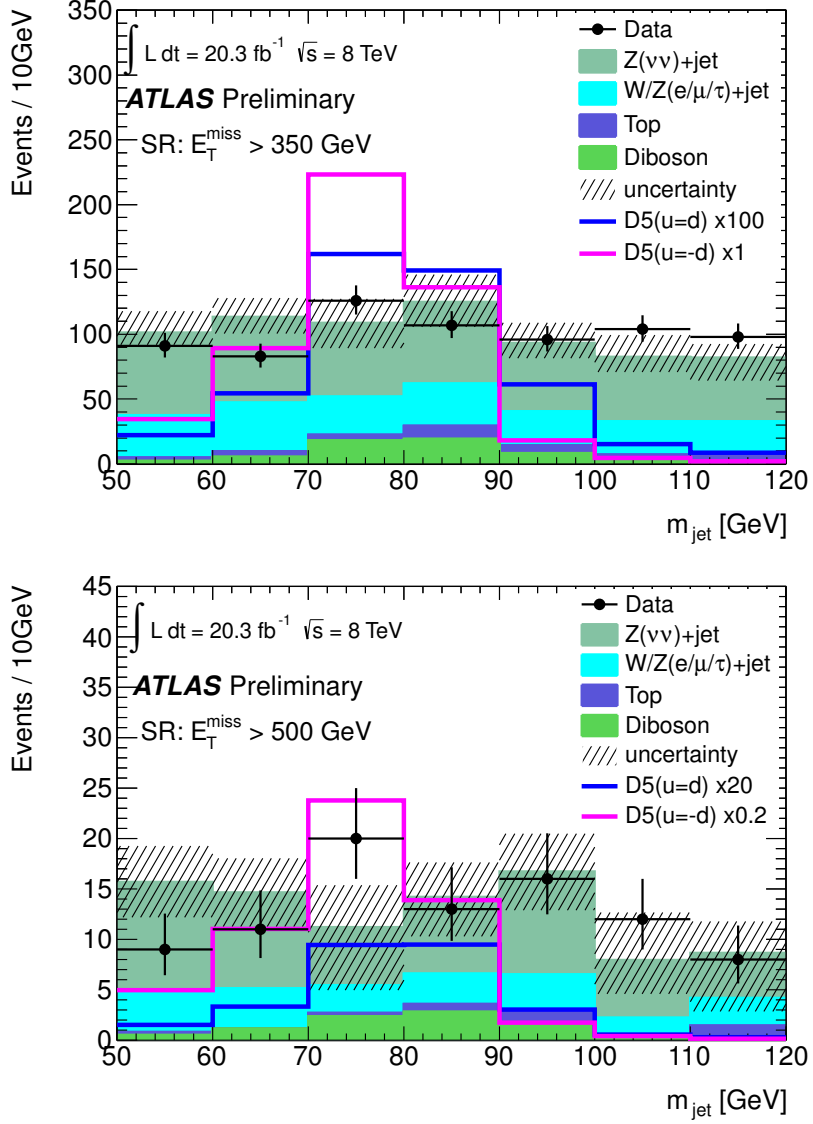 Events / 10GeV
350
300
250
200
150
100
50
0
∫ L dt = 20.3 fb⁻¹ √s = 8 TeV
ATLAS Preliminary
SR: E_T^miss > 350 GeV
Data
Z(νν)+jet
W/Z(e/μ/τ)+jet
Top
Diboson
uncertainty
D5(u=d) x100
D5(u=-d) x1
50 60 70 80 90 100 110 120
m_jet [GeV]
Events / 10GeV
45
40
35
30
25
20
15
10
5
0
∫ L dt = 20.3 fb⁻¹ √s = 8 TeV
ATLAS Preliminary
SR: E_T^miss > 500 GeV
Data
Z(νν)+jet
W/Z(e/μ/τ)+jet
Top
Diboson
uncertainty
D5(u=d) x20
D5(u=-d) x0.2
50 60 70 80 90 100 110 120
m_jet [GeV]